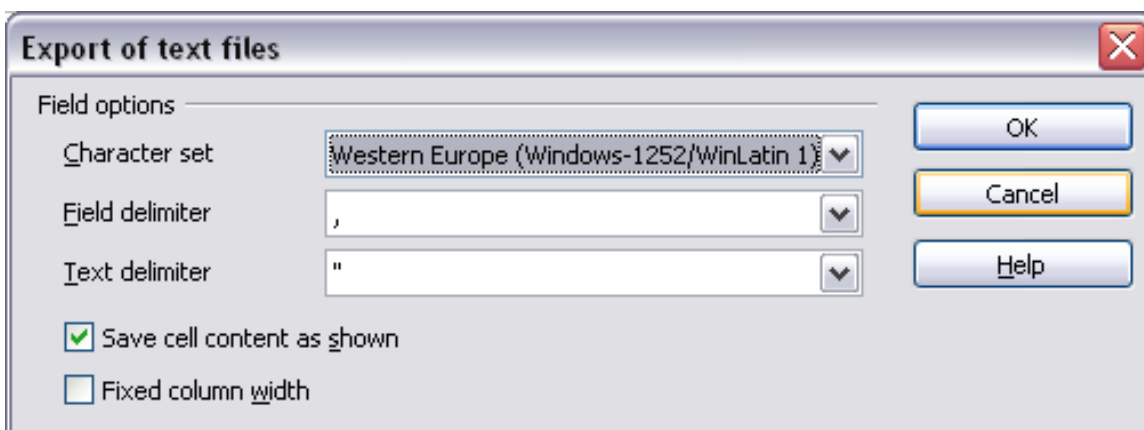 Export of text files
Field options
OK
Character set Western Europe (Windows-1252/WinLatin 1)
Cancel
Field delimiter ,
Text delimiter "
Help
Save cell content as shown
Fixed column width